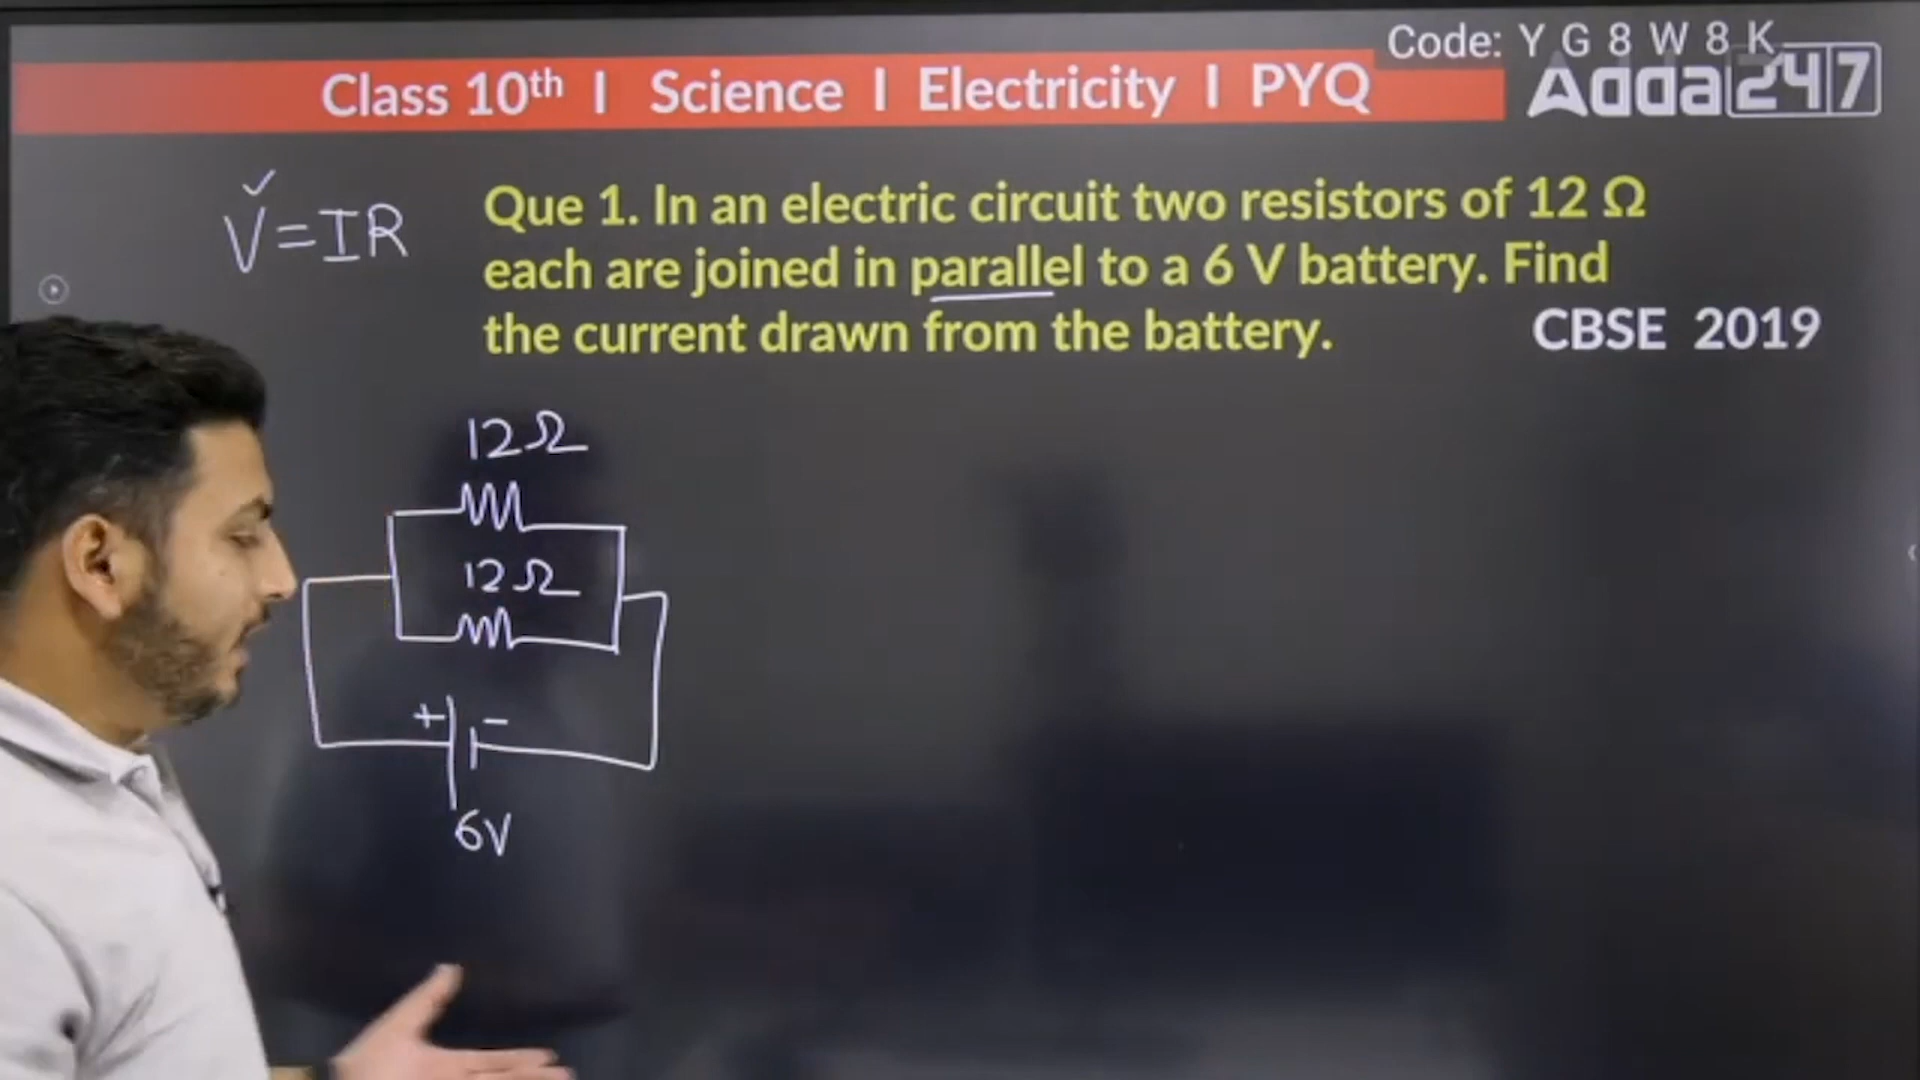 Code: Y G 8 W 8 K
Class 10th | Science | Electricity | PYQ
Adda247
V = IR
Que 1. In an electric circuit two resistors of 12 Ω
each are joined in parallel to a 6 V battery. Find
the current drawn from the battery.
CBSE 2019
12 Ω
12 Ω
+ −
6V